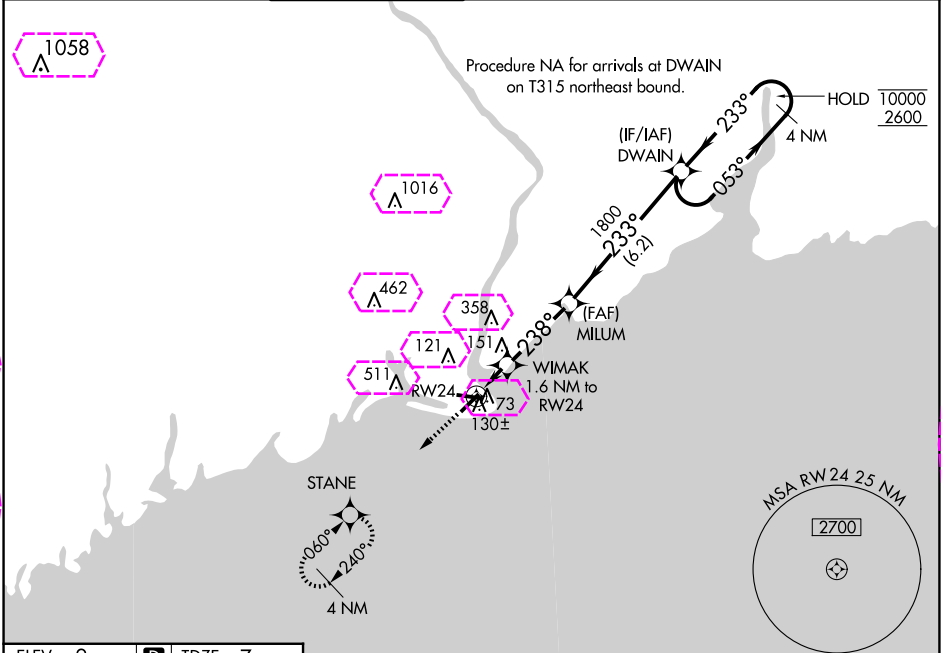 1058
Procedure NA for arrivals at DWAIN
on T315 northeast bound.
HOLD 10000
2600
4 NM
233°
053°
(IF/IAF)
DWAIN
1016
1800
233°
(6.2)
462
358
(FAF)
MILUM
238°
121
151
WIMAK
1.6 NM to
RW24
511
RW24
73
130±
STANE
060°
240°
4 NM
MSA RW24 25 NM
2700